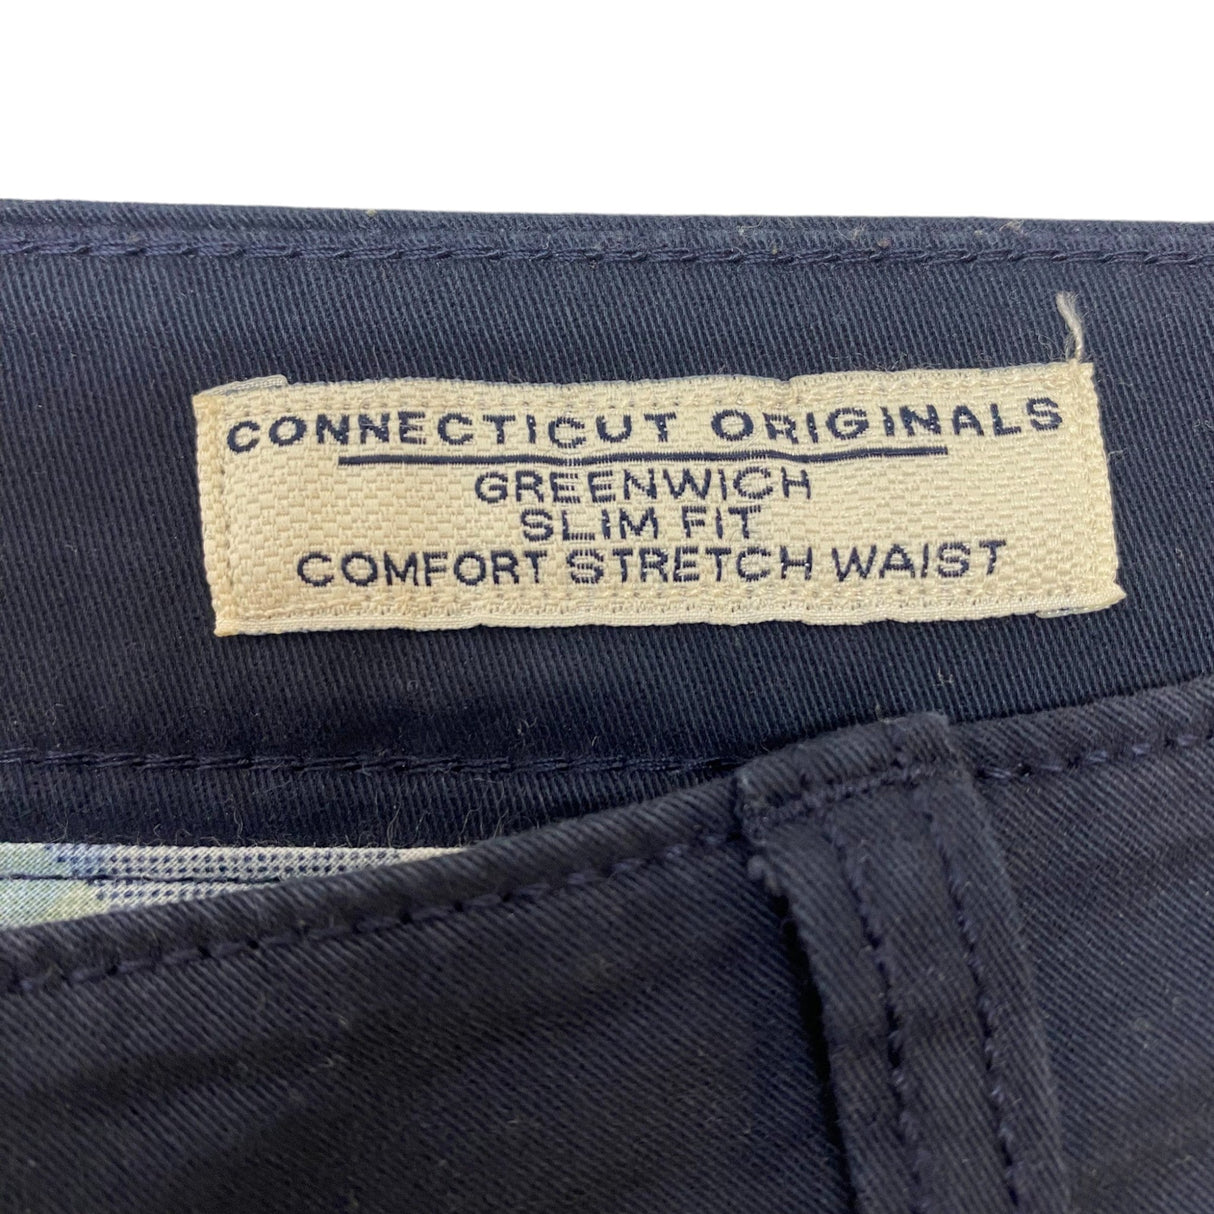 CONNECTICUT ORIGINALS
GREENWICH
SLIM FIT
COMFORT STRETCH WAIST